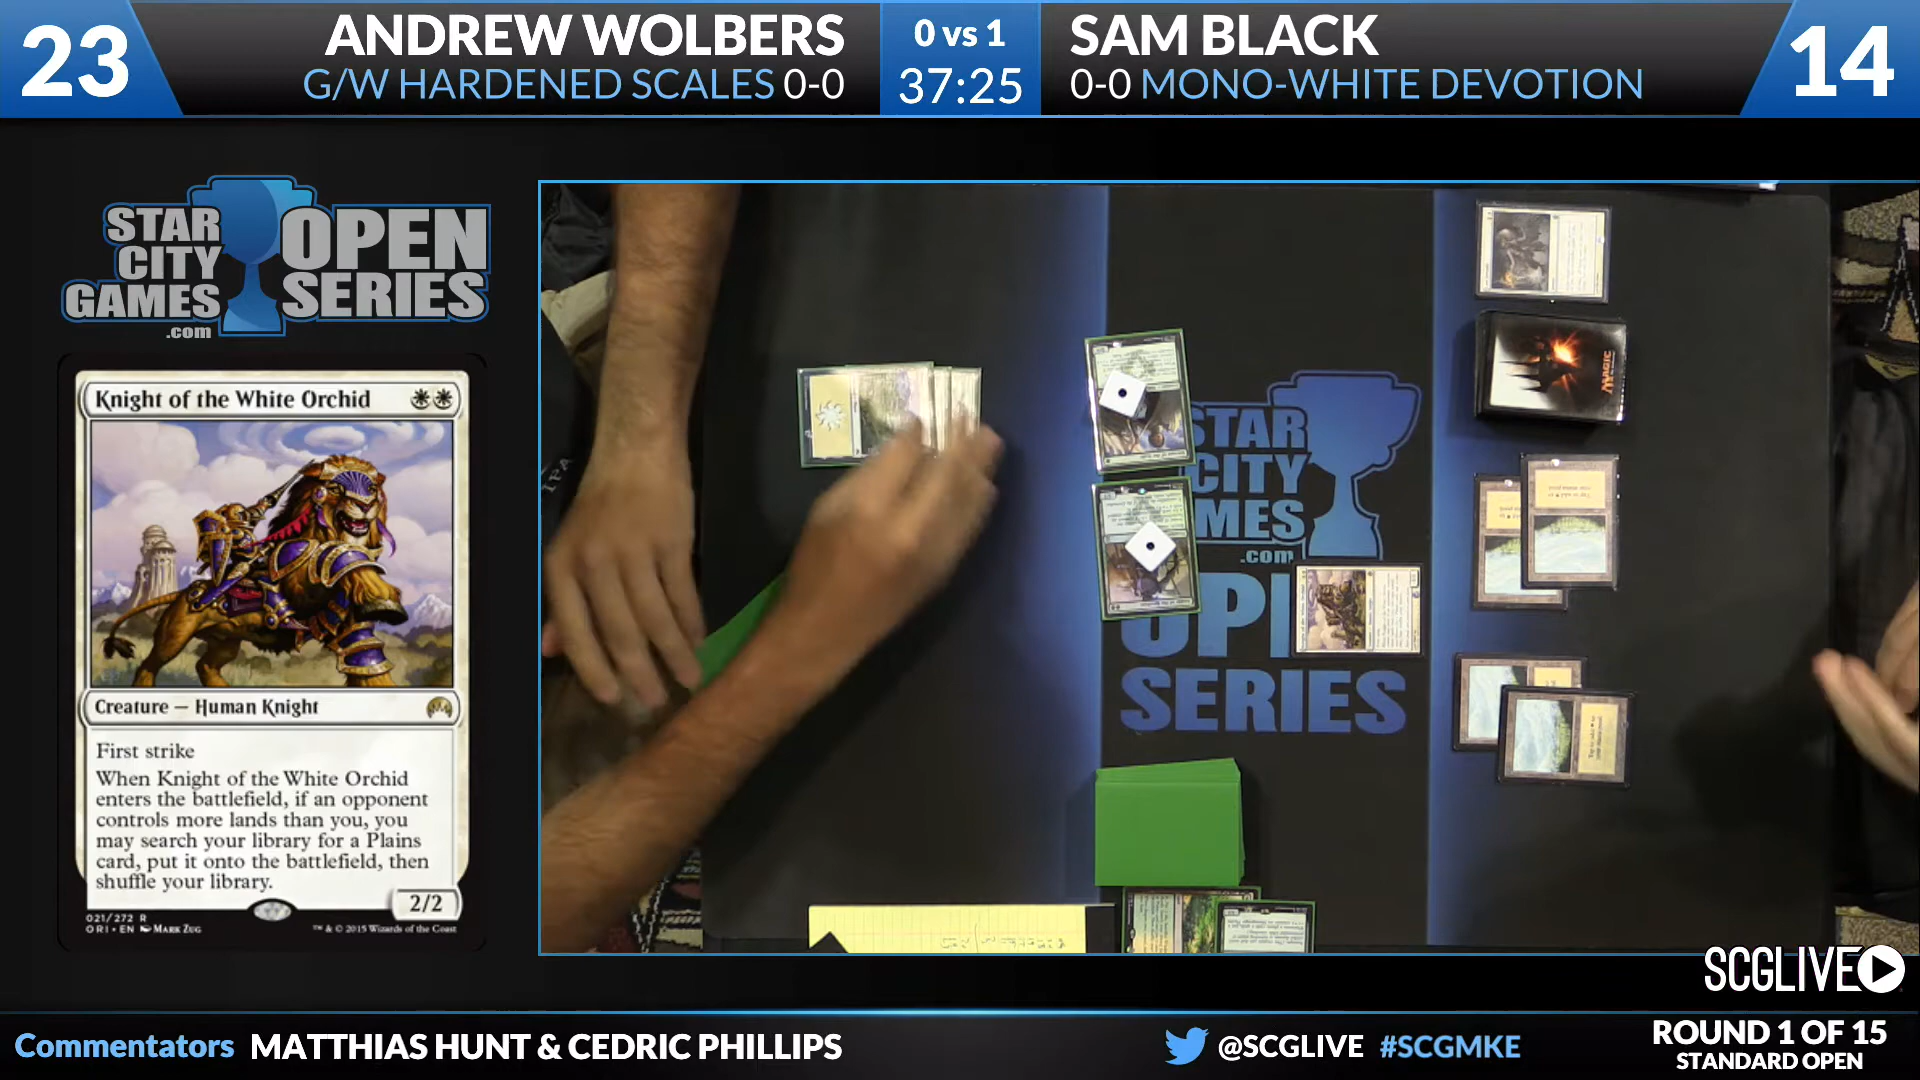 23
ANDREW WOLBERS
G/W HARDENED SCALES 0-0
0 vs 1
37:25
SAM BLACK
0-0 MONO-WHITE DEVOTION
14
STAR
CITY
GAMES
.com
OPEN
SERIES
Knight of the White Orchid
Creature — Human Knight
First strike
When Knight of the White Orchid
enters the battlefield, if an opponent
controls more lands than you, you
may search your library for a Plains
card, put it onto the battlefield, then
shuffle your library.
2/2
021/272 R
ORI • EN MARK ZUG
™ & © 2015 Wizards of the Coast
MAGIC
STAR
CITY
MES
.com
OPE
SERIES
SCGLIVE
Commentators MATTHIAS HUNT & CEDRIC PHILLIPS
@SCGLIVE #SCGMKE
ROUND 1 OF 15
STANDARD OPEN